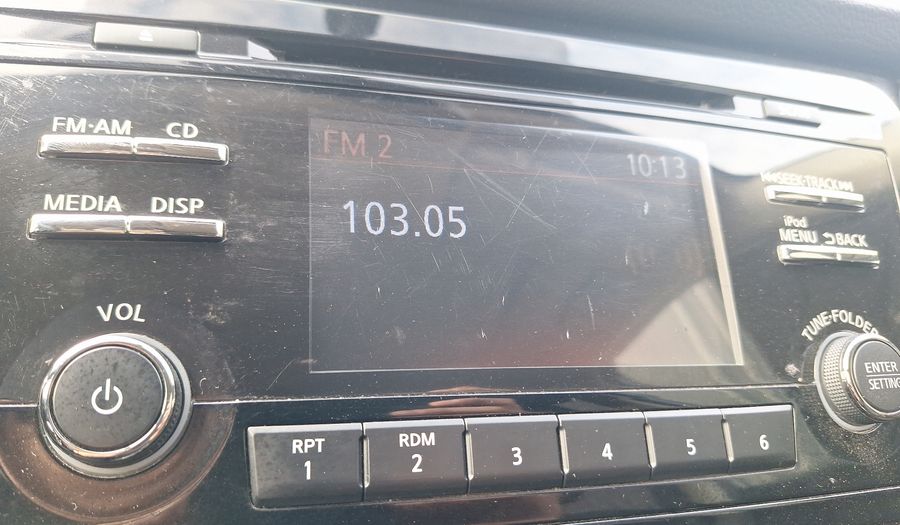 FM·AM CD
MEDIA DISP
VOL
FM 2
10:13
103.05
SEEK·TRACK
iPod
MENU BACK
TUNE·FOLDER
ENTER
SETTING
RPT
1
RDM
2
3
4
5
6